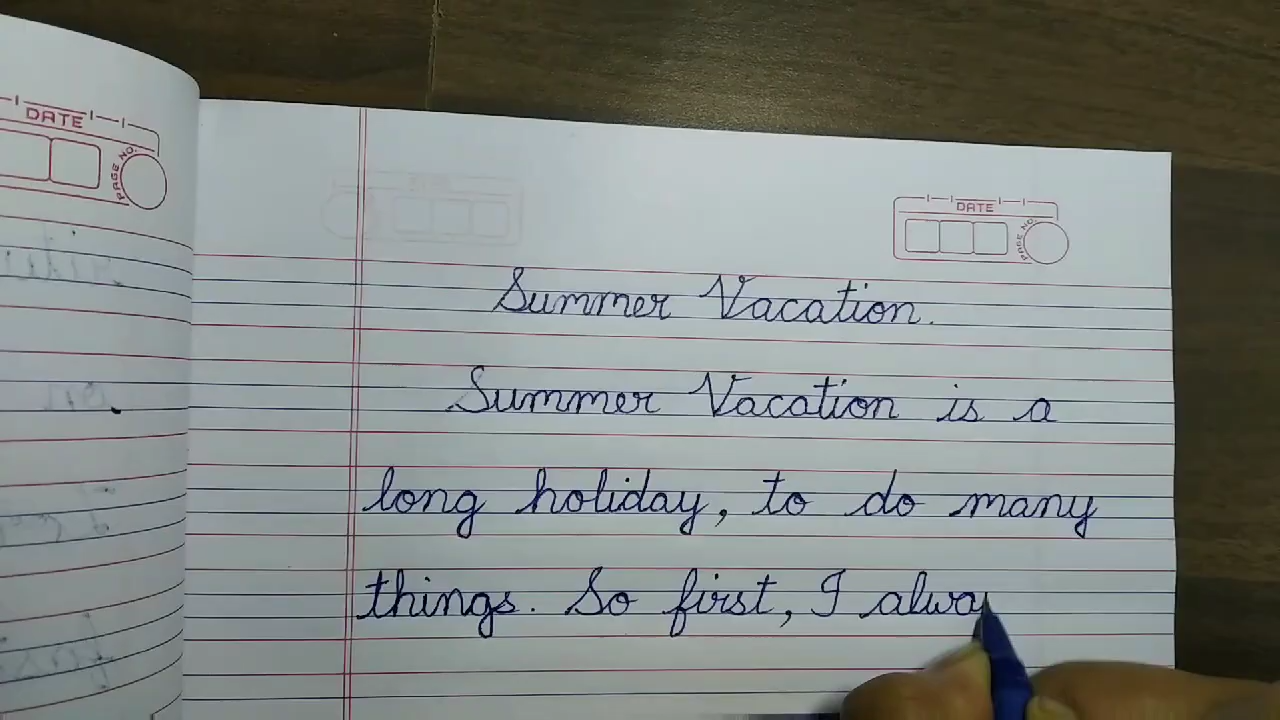 DATE
PAGE NO.
DATE
PAGE NO.
Summer Vacation.
Summer Vacation is a
long holiday, to do many
things. So first, I alwa